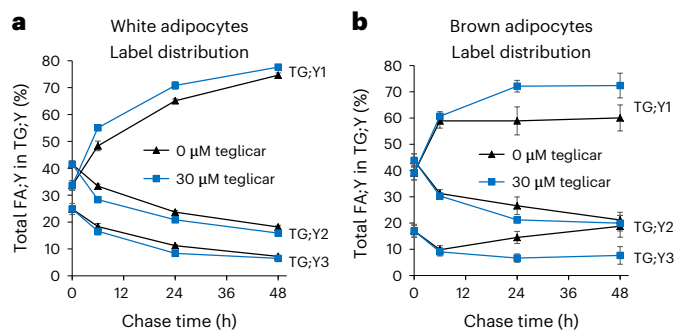 a
White adipocytes
Label distribution
Total FA;Y in TG;Y (%)
80
70
60
50
40
30
20
10
0
0 12 24 36 48
Chase time (h)
TG;Y1
0 µM teglicar
30 µM teglicar
TG;Y2
TG;Y3
b
Brown adipocytes
Label distribution
Total FA;Y in TG;Y (%)
80
70
60
50
40
30
20
10
0
0 12 24 36 48
Chase time (h)
TG;Y1
0 µM teglicar
30 µM teglicar
TG;Y2
TG;Y3